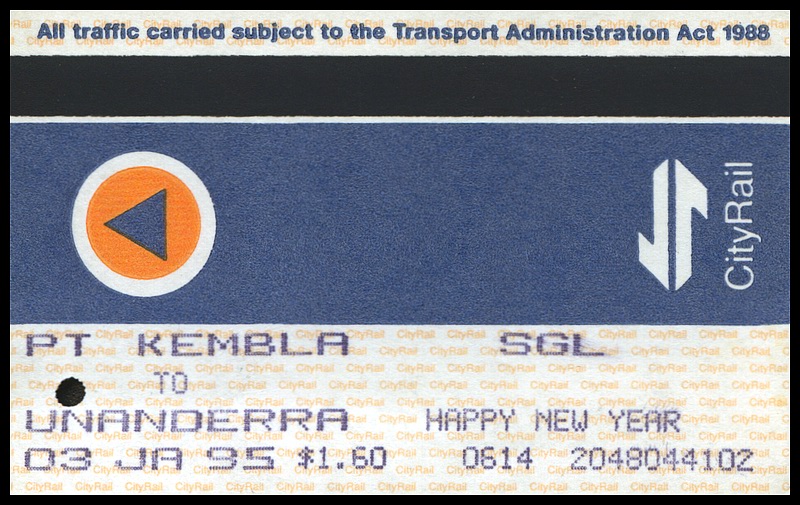 All traffic carried subject to the Transport Administration Act 1988
CityRail
PT KEMBLA SGL
TO
UNANDERRA HAPPY NEW YEAR
03 JA 95 $1.60 0614 2048044102